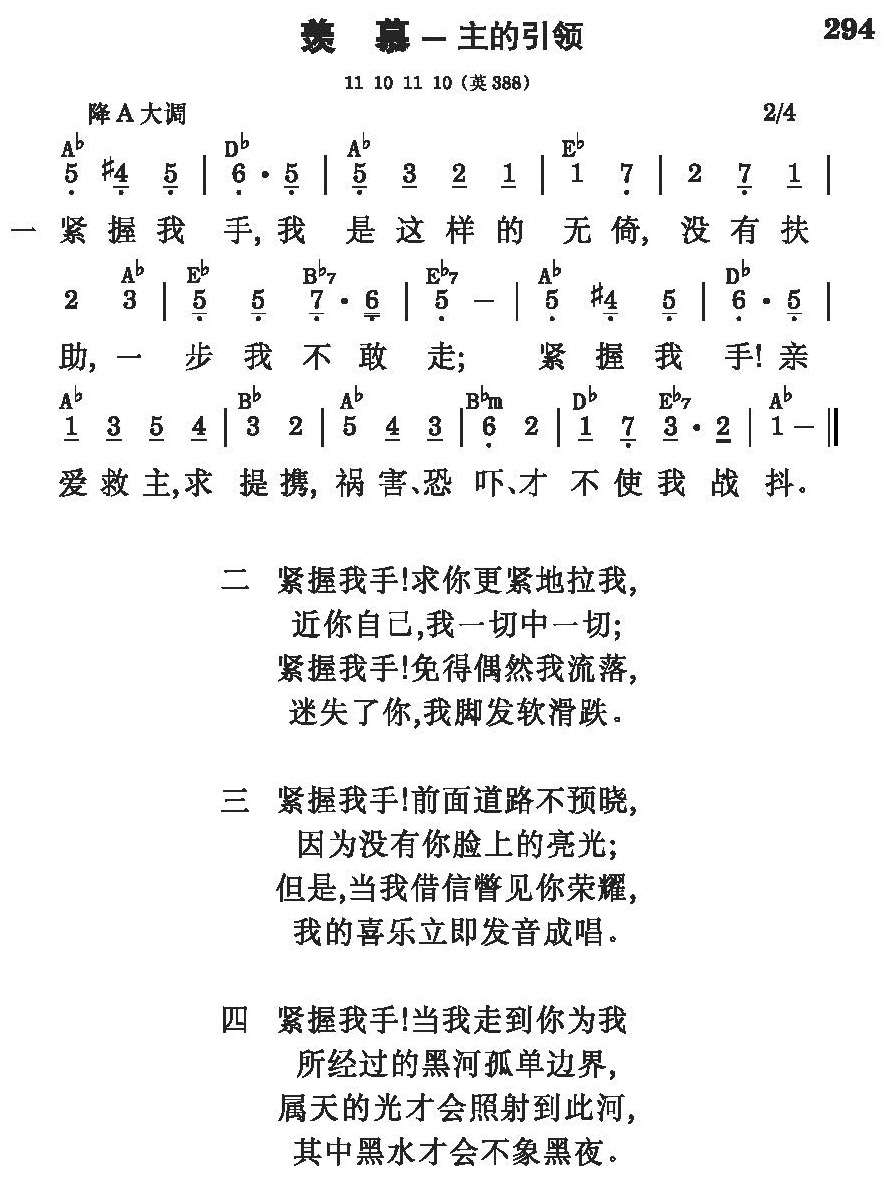 羡 慕 — 主的引领
294
11 10 11 10 (英388)
降A大调 2/4
A♭ D♭ A♭ E♭
5 #4 5 | 6 · 5 | 5 3 2 1 | 1 7 | 2 7 1 |
一 紧握我 手,我 是这样的 无倚, 没有扶
A♭ E♭ B♭7 E♭7 A♭ D♭
2 3 | 5 5 7 · 6 | 5 — | 5 #4 5 | 6 · 5 |
助,一 步我不敢 走; 紧握我 手!亲
A♭ B♭ A♭ B♭m D♭ E♭7 A♭
1 3 5 4 | 3 2 | 5 4 3 | 6 2 | 1 7 3 · 2 | 1 — ‖
爱救主,求 提携, 祸害、恐 吓、才 不使我战 抖。
二 紧握我手!求你更紧地拉我,
近你自己,我一切中一切;
紧握我手!免得偶然我流落,
迷失了你,我脚发软滑跌。
三 紧握我手!前面道路不预晓,
因为没有你脸上的亮光;
但是,当我借信瞥见你荣耀,
我的喜乐立即发音成唱。
四 紧握我手!当我走到你为我
所经过的黑河孤单边界,
属天的光才会照射到此河,
其中黑水才会不象黑夜。